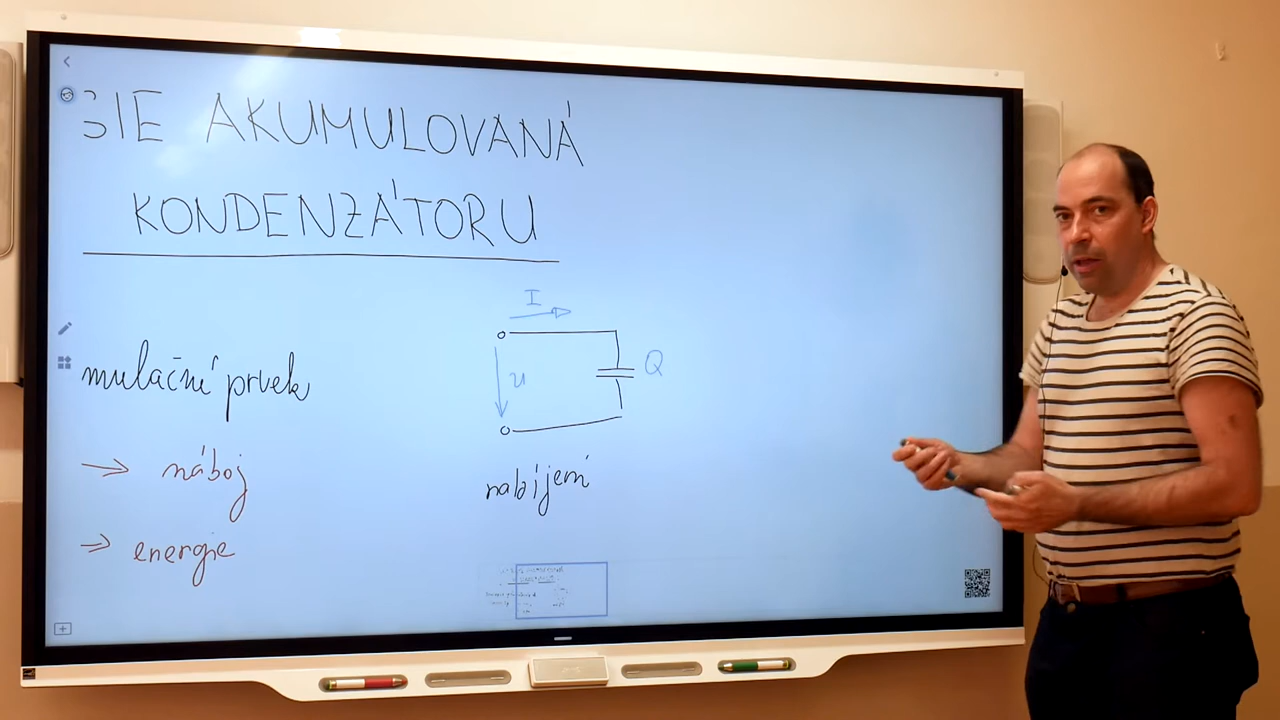 GIE AKUMULOVANÁ
KONDENZÁTORU
I
mulační prvek
u
Q
→ náboj
nabíjení
→ energie